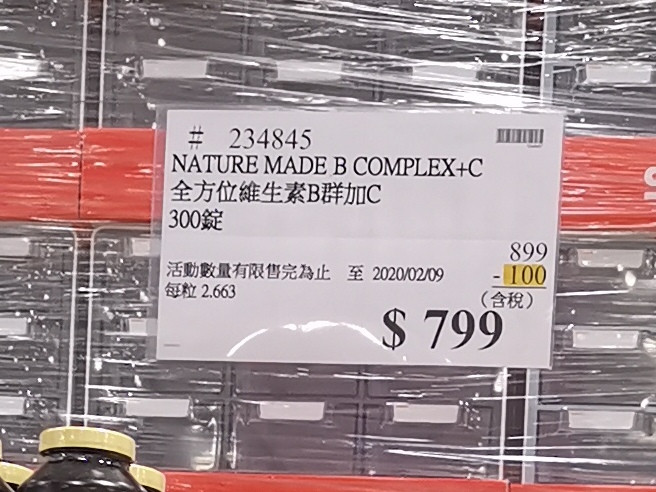 # 234845
NATURE MADE B COMPLEX+C
全方位維生素B群加C
300錠
899
活動數量有限售完為止 至 2020/02/09 -100
每粒 2.663 （含稅）
$ 799